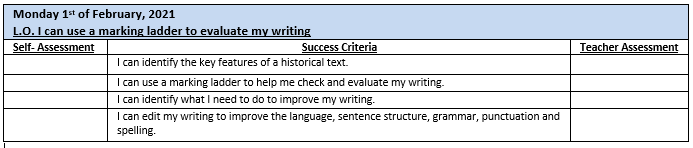 Monday 1st of February, 2021
L.O. I can use a marking ladder to evaluate my writing
Self- Assessment Success Criteria Teacher Assessment
I can identify the key features of a historical text.
I can use a marking ladder to help me check and evaluate my writing.
I can identify what I need to do to improve my writing.
I can edit my writing to improve the language, sentence structure, grammar, punctuation and
spelling.